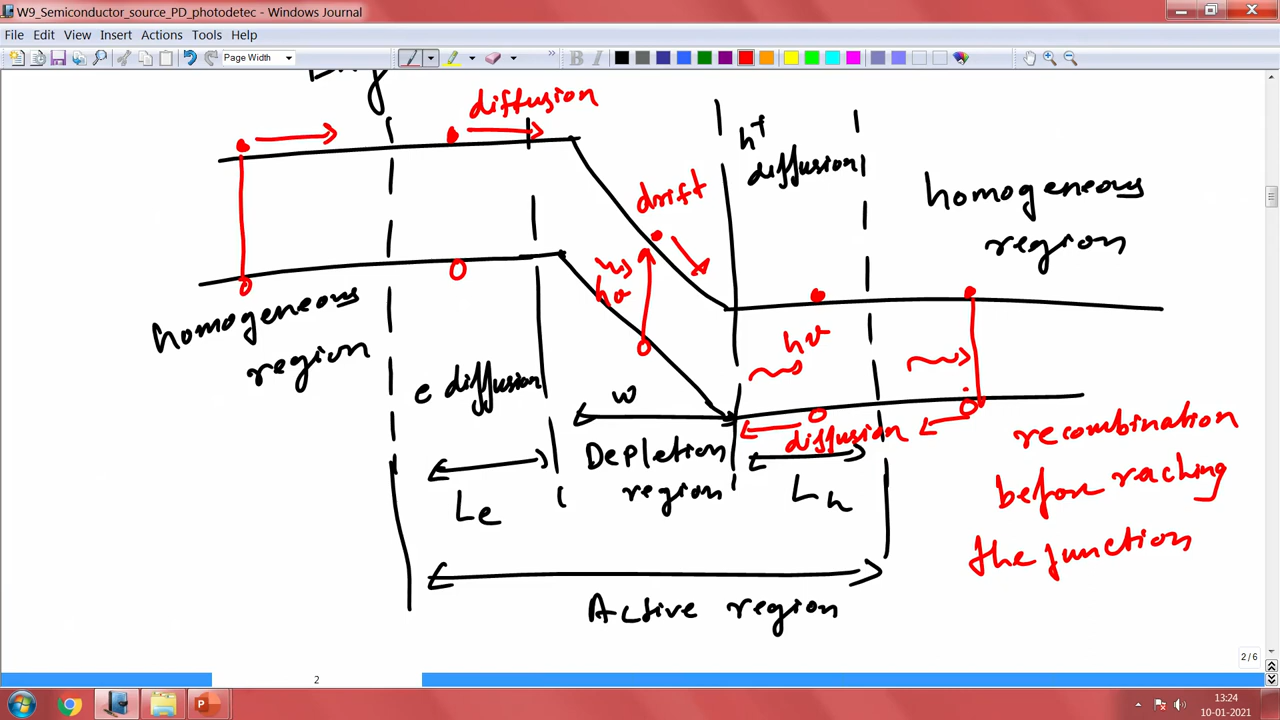 W9_Semiconductor_source_PD_photodetec - Windows Journal
File Edit View Insert Actions Tools Help
Page Width
B I
diffusion
drift
h+
diffusion
homogeneous
region
homogeneous
region
hν
hν
e diffusion
w
Depletion
region
diffusion
Le
Lh
recombination
before reaching
the junction
Active region
2/6
2
13:24
10-01-2021